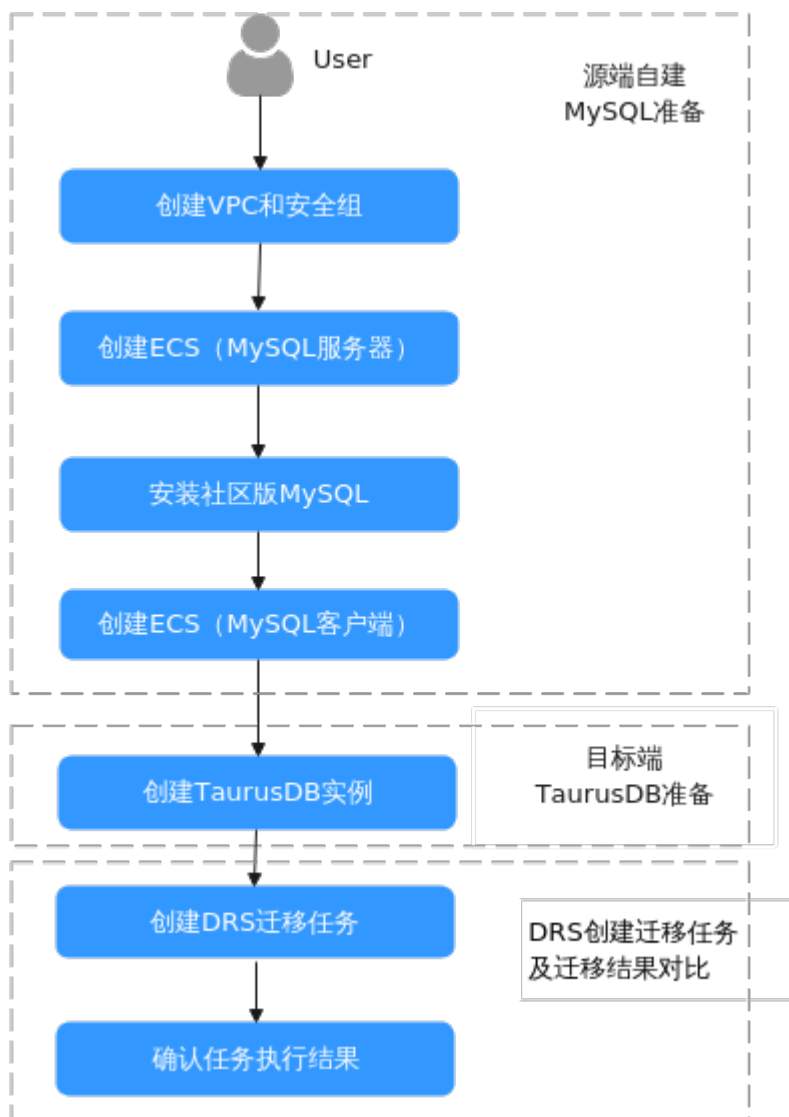 User
源端自建
MySQL准备
创建VPC和安全组
创建ECS（MySQL服务器）
安装社区版MySQL
创建ECS（MySQL客户端）
目标端
TaurusDB准备
创建TaurusDB实例
创建DRS迁移任务
DRS创建迁移任务
及迁移结果对比
确认任务执行结果